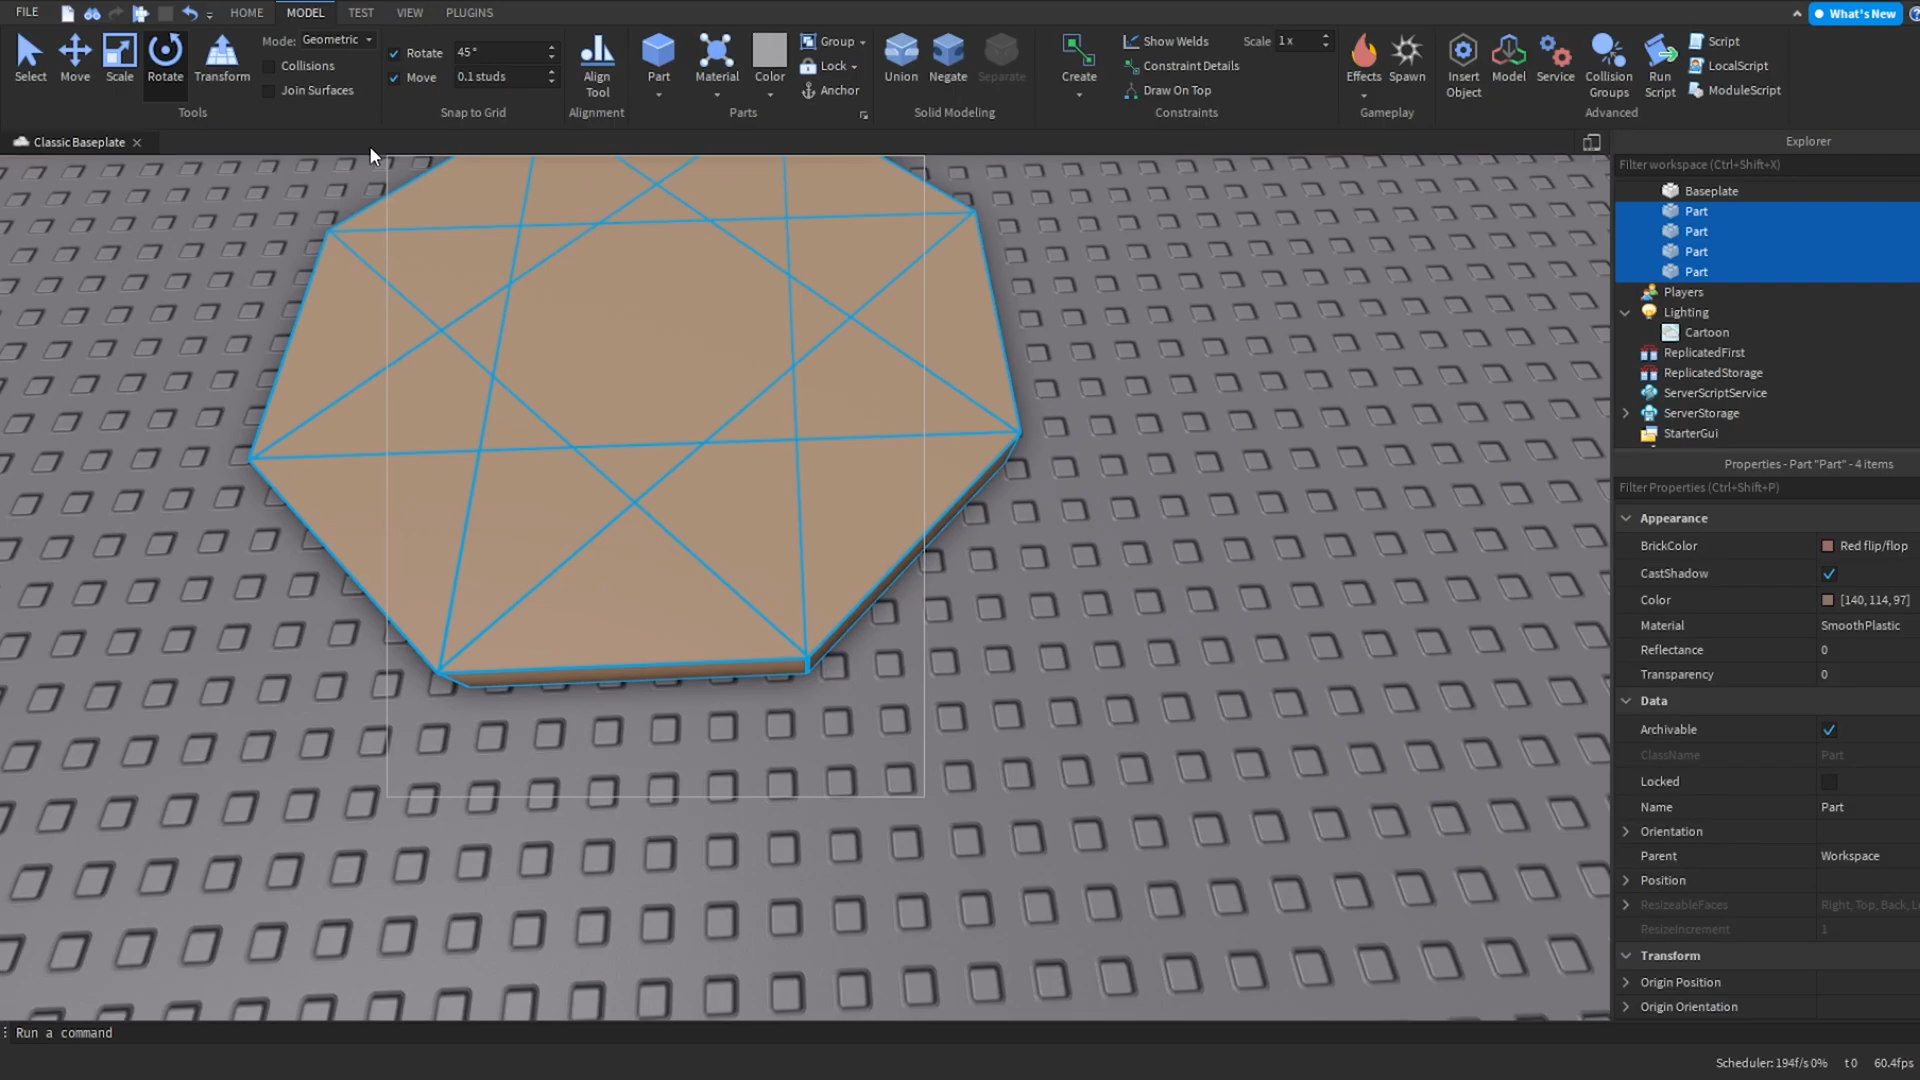 FILE
HOME
MODEL
TEST
VIEW
PLUGINS
What's New
Select
Move
Scale
Rotate
Transform
Mode: Geometric
Collisions
Join Surfaces
Tools
Rotate 45°
Move 0.1 studs
Snap to Grid
Align Tool
Alignment
Part
Material
Color
Group
Lock
Anchor
Parts
Union
Negate
Separate
Solid Modeling
Create
Show Welds
Constraint Details
Draw On Top
Scale 1x
Constraints
Effects
Spawn
Gameplay
Insert Object
Model
Service
Collision Groups
Run Script
Script
LocalScript
ModuleScript
Advanced
Classic Baseplate
Explorer
Filter workspace (Ctrl+Shift+X)
Baseplate
Part
Part
Part
Part
Players
Lighting
Cartoon
ReplicatedFirst
ReplicatedStorage
ServerScriptService
ServerStorage
StarterGui
Properties - Part "Part" - 4 items
Filter Properties (Ctrl+Shift+P)
Appearance
BrickColor Red flip/flop
CastShadow
Color [140, 114, 97]
Material SmoothPlastic
Reflectance 0
Transparency 0
Data
Archivable
ClassName Part
Locked
Name Part
Orientation
Parent Workspace
Position
ResizeableFaces Right, Top, Back, L
ResizeIncrement 1
Transform
Origin Position
Origin Orientation
Run a command
Scheduler: 194f/s 0% t 0 60.4fps